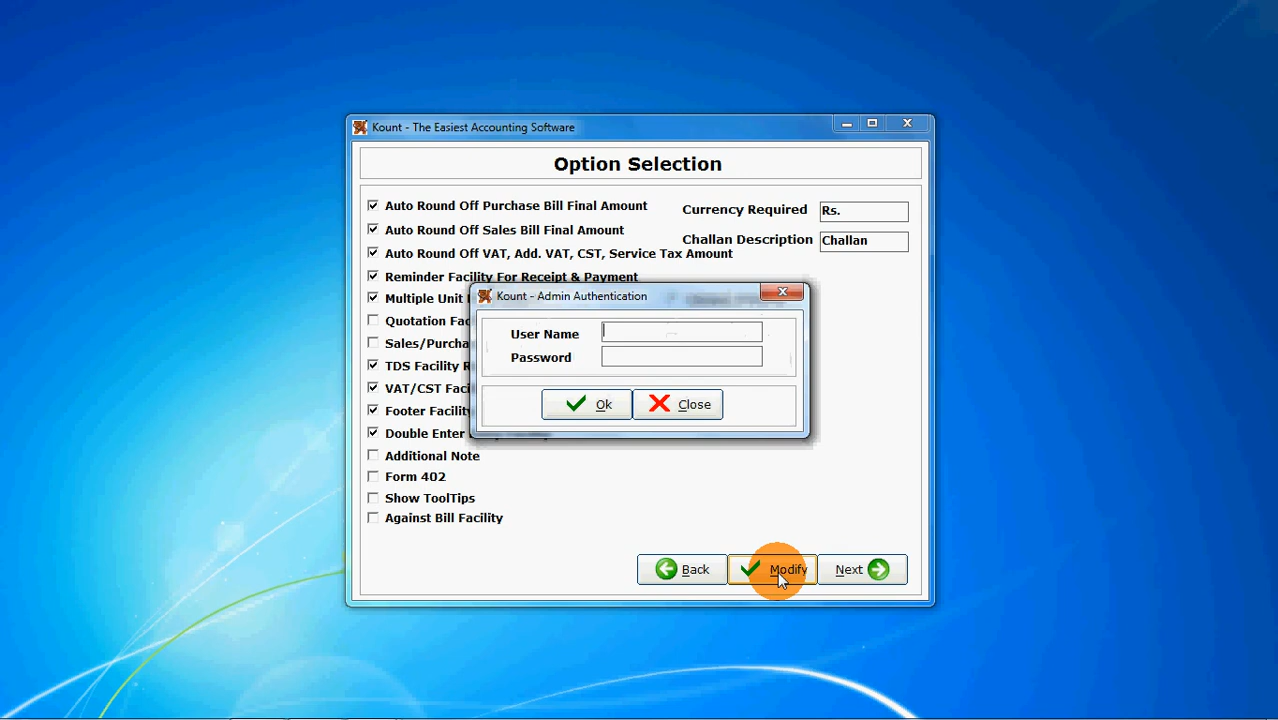 Kount - The Easiest Accounting Software
Option Selection
Auto Round Off Purchase Bill Final Amount
Currency Required Rs.
Auto Round Off Sales Bill Final Amount
Challan Description Challan
Auto Round Off VAT, Add. VAT, CST, Service Tax Amount
Reminder Facility For Receipt & Payment
Multiple Unit
Quotation Fac
Sales/Purcha
TDS Facility R
VAT/CST Faci
Footer Facility
Double Enter
Additional Note
Form 402
Show ToolTips
Against Bill Facility
Kount - Admin Authentication
User Name
Password
Ok Close
Back Modify Next